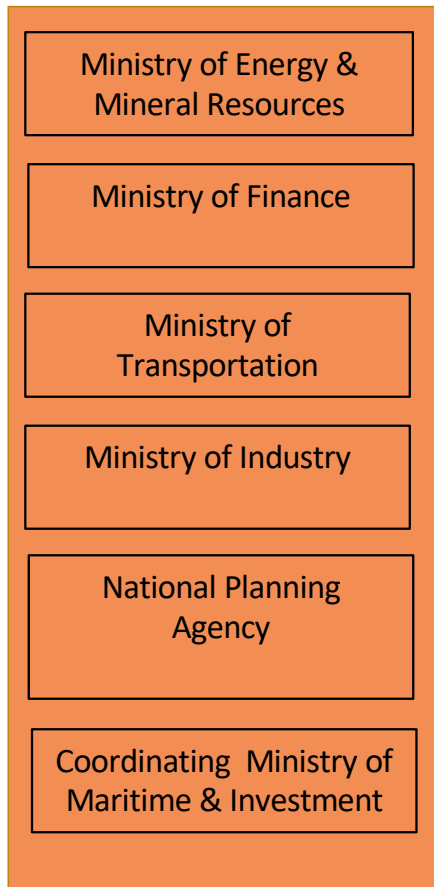 Ministry of Energy &
Mineral Resources
Ministry of Finance
Ministry of
Transportation
Ministry of Industry
National Planning
Agency
Coordinating  Ministry of
Maritime & Investment